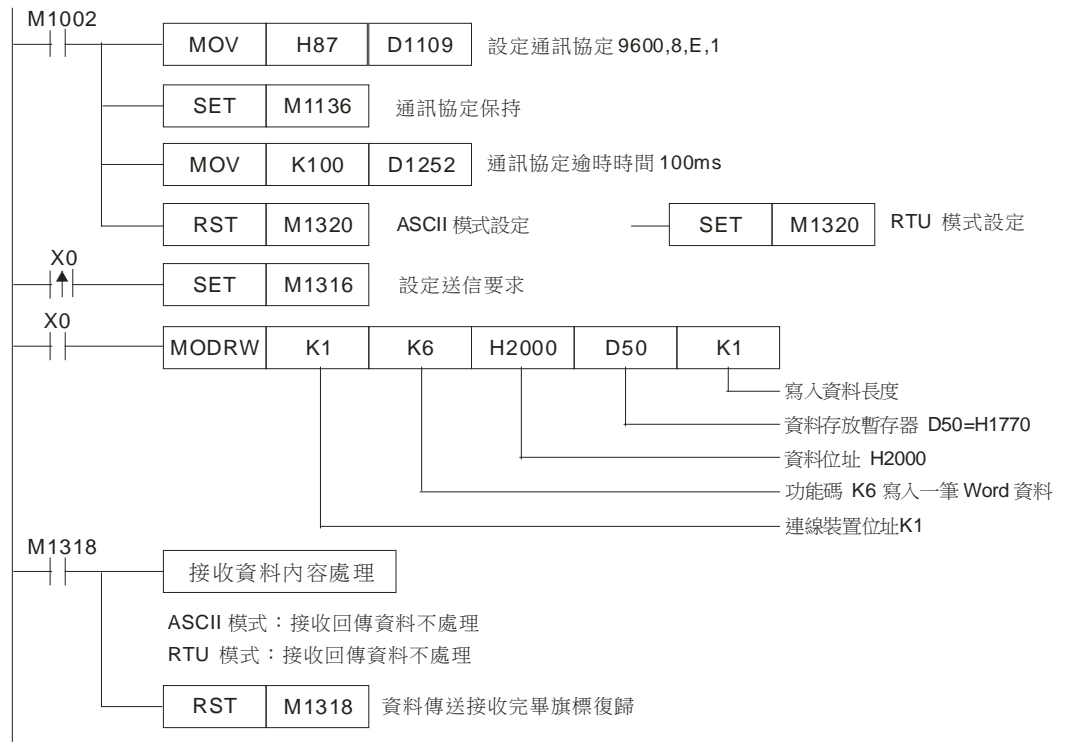 M1002
MOV H87 D1109 設定通訊協定 9600,8,E,1
SET M1136 通訊協定保持
MOV K100 D1252 通訊協定逾時時間 100ms
RST M1320 ASCII 模式設定 SET M1320 RTU 模式設定
X0
SET M1316 設定送信要求
X0
MODRW K1 K6 H2000 D50 K1
寫入資料長度
資料存放暫存器 D50=H1770
資料位址 H2000
功能碼 K6 寫入一筆 Word 資料
連線裝置位址K1
M1318
接收資料內容處理
ASCII 模式：接收回傳資料不處理
RTU 模式：接收回傳資料不處理
RST M1318 資料傳送接收完畢旗標復歸